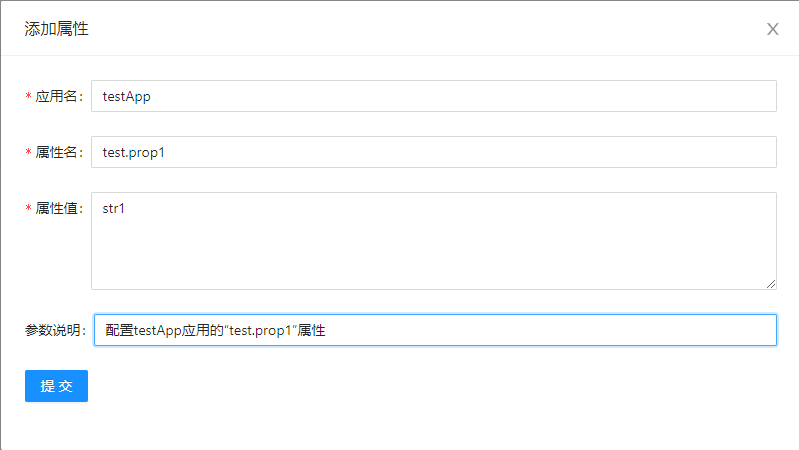 添加属性
* 应用名: testApp
* 属性名: test.prop1
* 属性值: str1
参数说明: 配置testApp应用的“test.prop1”属性
提 交